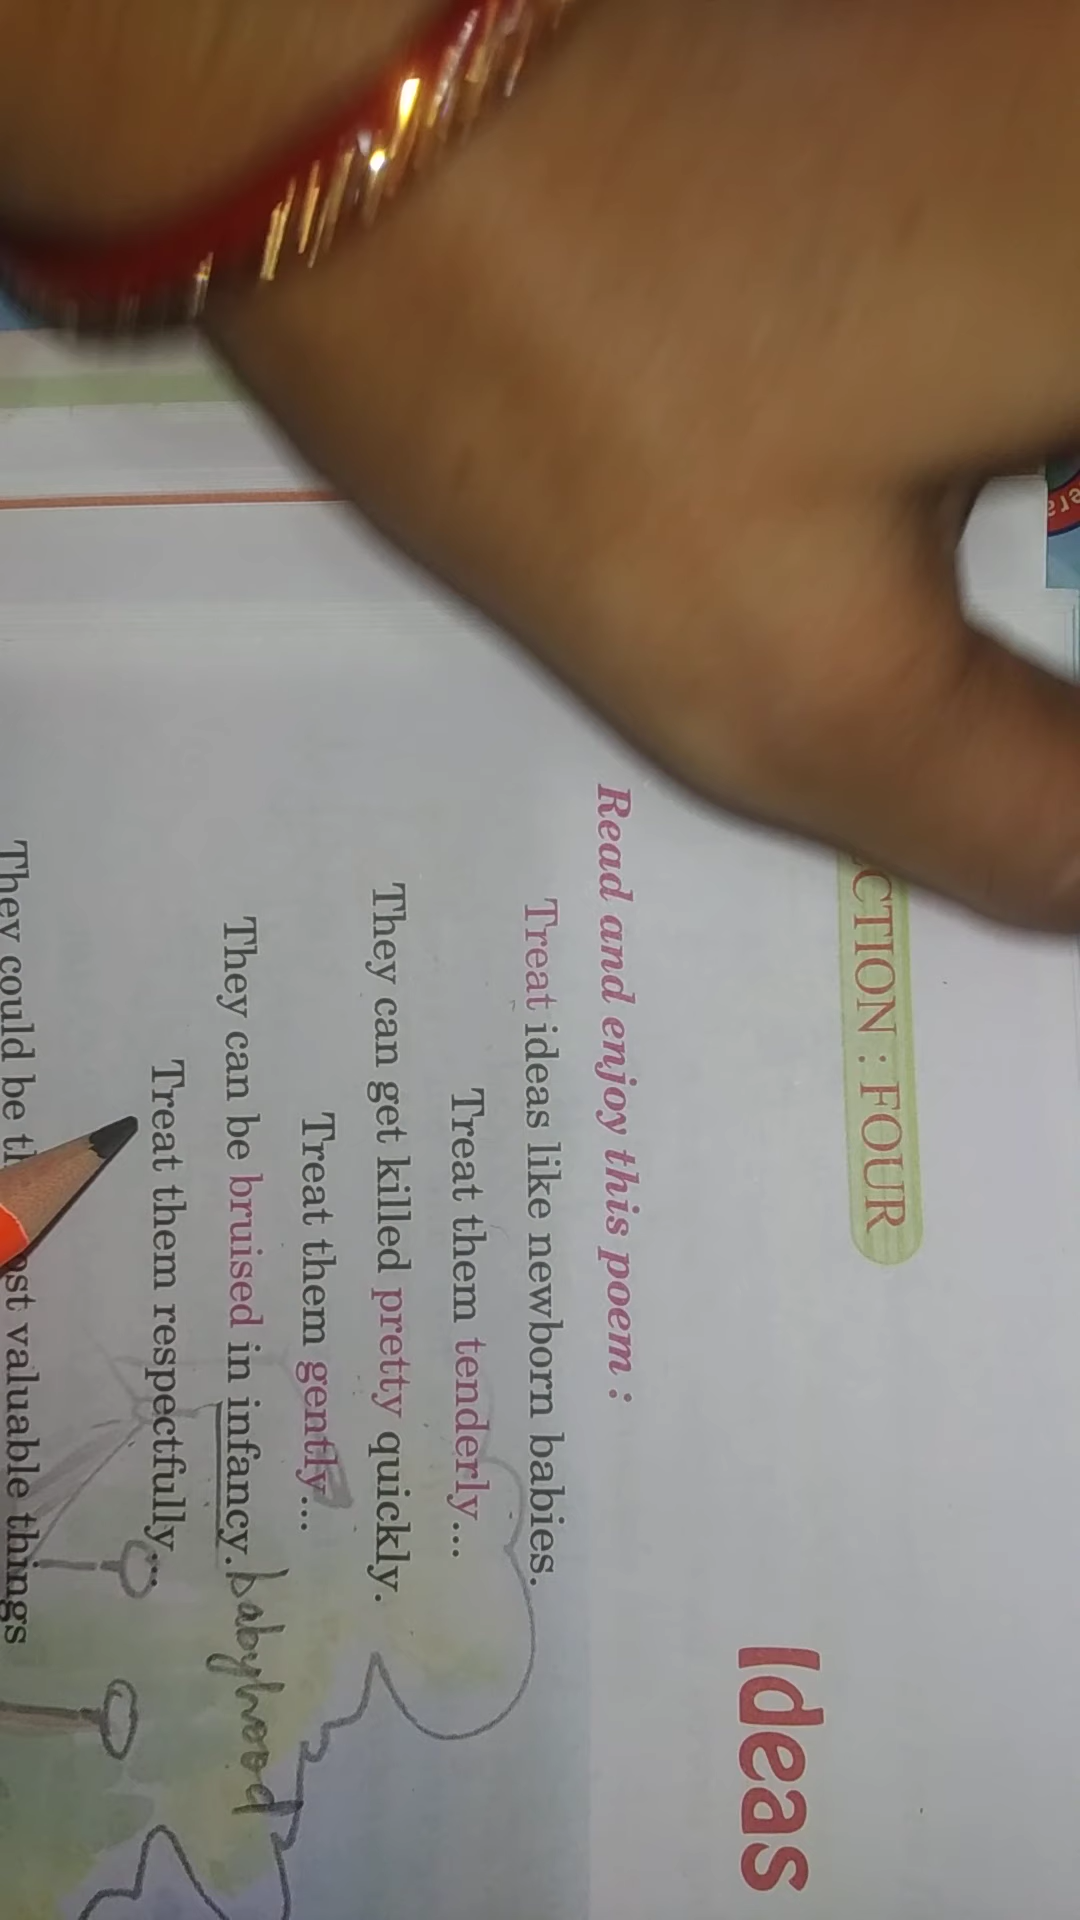 CTION : FOUR
Ideas
Read and enjoy this poem :
Treat ideas like newborn babies.
Treat them tenderly...
They can get killed pretty quickly.
Treat them gently...
They can be bruised in infancy. babyhood
Treat them respectfully...
They could be valuable things